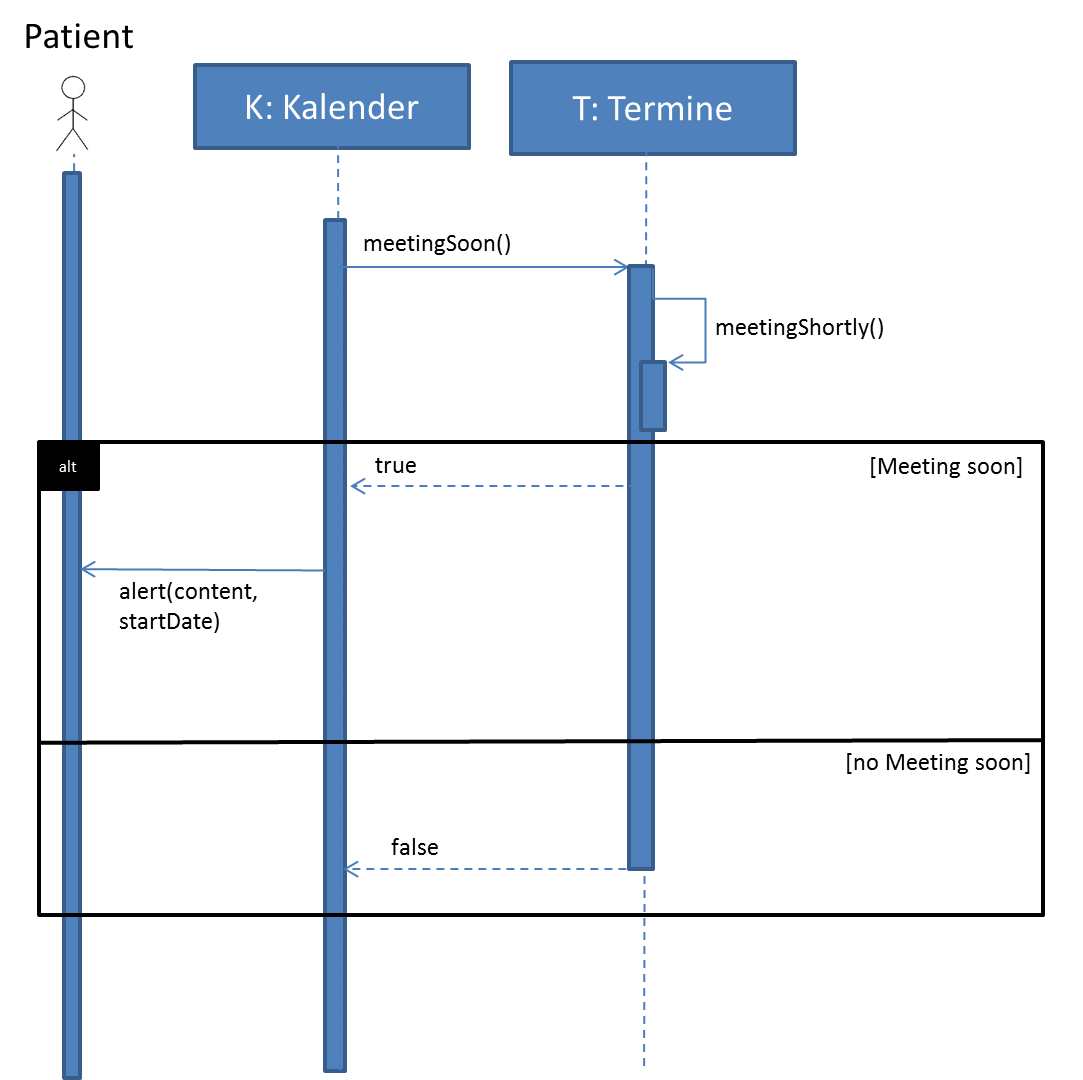 Patient
K: Kalender
T: Termine
meetingSoon()
meetingShortly()
alt
true
[Meeting soon]
alert(content,
startDate)
[no Meeting soon]
false